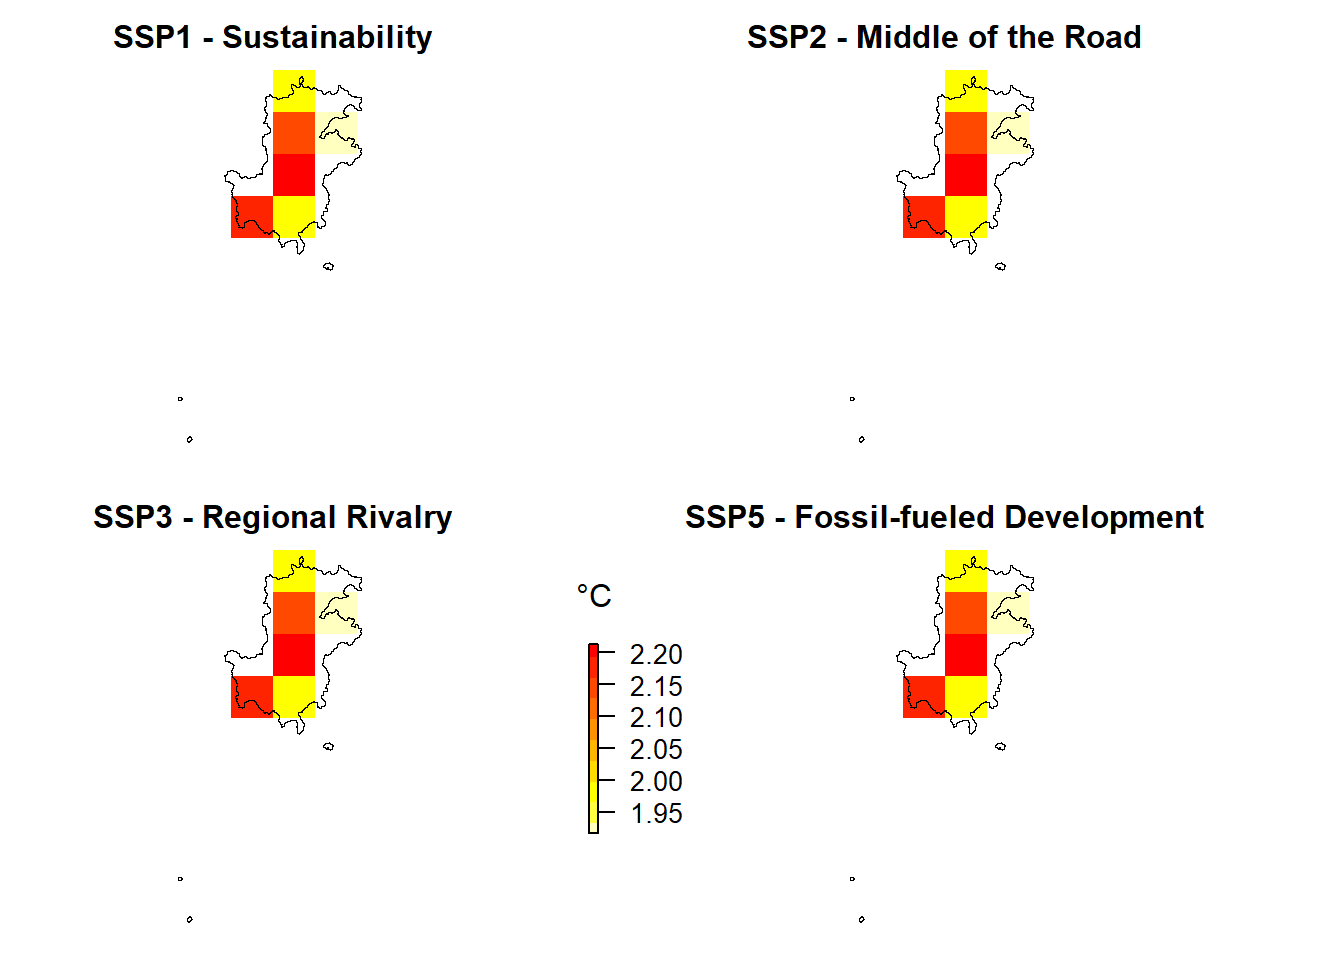 SSP1 - Sustainability
SSP2 - Middle of the Road
SSP3 - Regional Rivalry
SSP5 - Fossil-fueled Development
°C
2.20
2.15
2.10
2.05
2.00
1.95